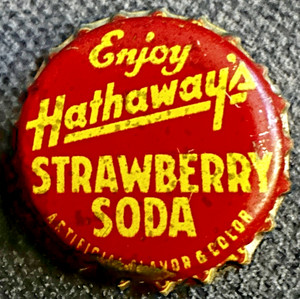 Enjoy
Hathaway's
STRAWBERRY
SODA
ARTIFICIAL FLAVOR & COLOR